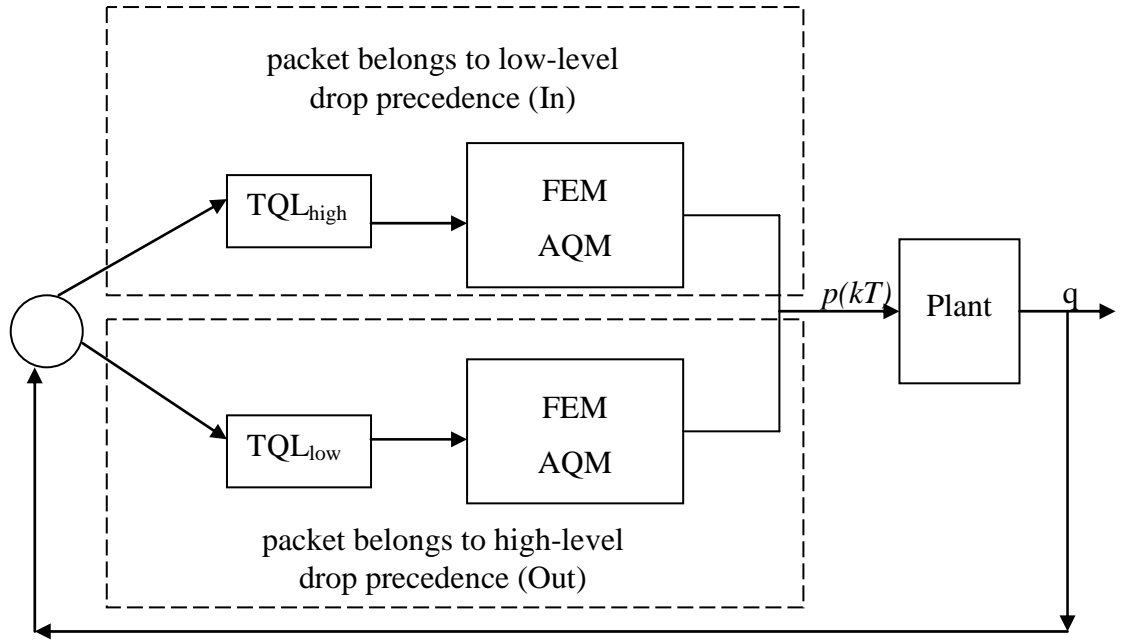 packet belongs to low-level
drop precedence (In)
TQLhigh
FEM
AQM
p(kT)
Plant
q
TQLlow
FEM
AQM
packet belongs to high-level
drop precedence (Out)